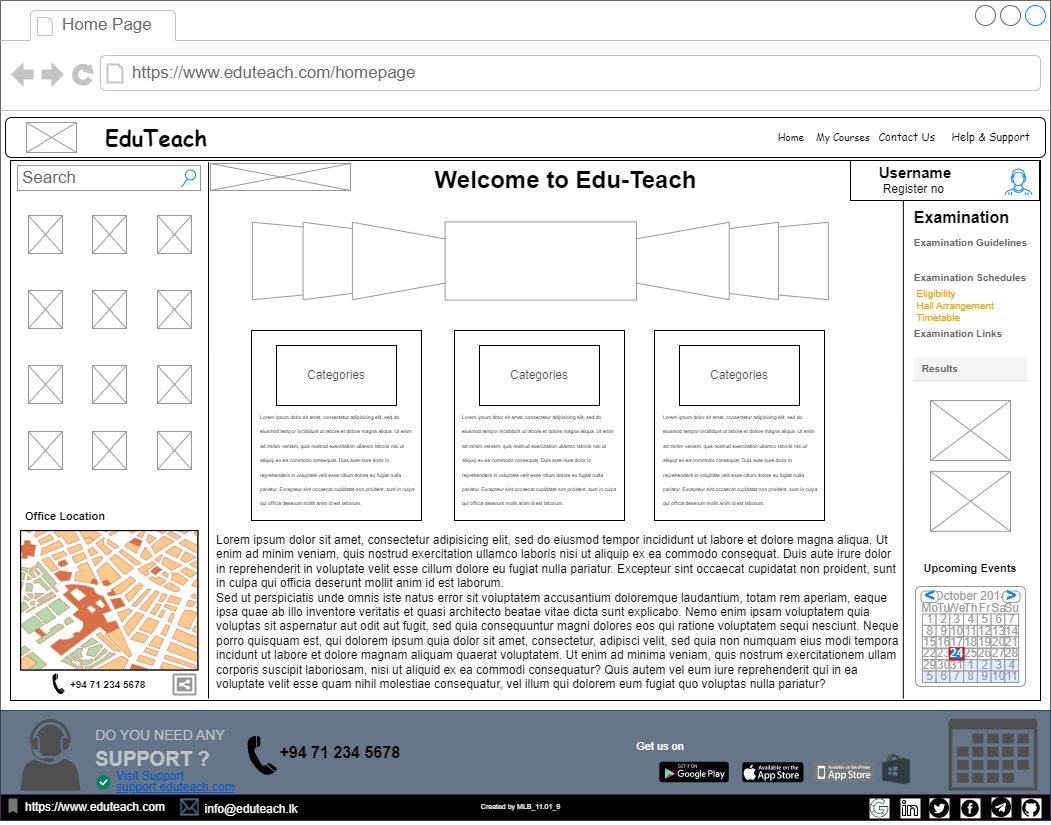 Home Page
https://www.eduteach.com/homepage
EduTeach
Home My Courses Contact Us Help & Support
Search
Welcome to Edu-Teach
Username
Register no
Examination
Examination Guidelines
Examination Schedules
Eligibility
Hall Arrangement
Timetable
Examination Links
Results
Categories
Lorem ipsum dolor sit amet, consectetur adipisicing elit, sed do
eiusmod tempor incididunt ut labore et dolore magna aliqua. Ut enim
ad minim veniam, quis nostrud exercitation ullamco laboris nisi ut
aliquip ex ea commodo consequat. Duis aute irure dolor in
reprehenderit in voluptate velit esse cillum dolore eu fugiat nulla
pariatur. Excepteur sint occaecat cupidatat non proident, sunt in culpa
qui officia deserunt mollit anim id est laborum.
Categories
Lorem ipsum dolor sit amet, consectetur adipisicing elit, sed do
eiusmod tempor incididunt ut labore et dolore magna aliqua. Ut enim
ad minim veniam, quis nostrud exercitation ullamco laboris nisi ut
aliquip ex ea commodo consequat. Duis aute irure dolor in
reprehenderit in voluptate velit esse cillum dolore eu fugiat nulla
pariatur. Excepteur sint occaecat cupidatat non proident, sunt in culpa
qui officia deserunt mollit anim id est laborum.
Categories
Lorem ipsum dolor sit amet, consectetur adipisicing elit, sed do
eiusmod tempor incididunt ut labore et dolore magna aliqua. Ut enim
ad minim veniam, quis nostrud exercitation ullamco laboris nisi ut
aliquip ex ea commodo consequat. Duis aute irure dolor in
reprehenderit in voluptate velit esse cillum dolore eu fugiat nulla
pariatur. Excepteur sint occaecat cupidatat non proident, sunt in culpa
qui officia deserunt mollit anim id est laborum.
Lorem ipsum dolor sit amet, consectetur adipisicing elit, sed do eiusmod tempor incididunt ut labore et dolore magna aliqua. Ut
enim ad minim veniam, quis nostrud exercitation ullamco laboris nisi ut aliquip ex ea commodo consequat. Duis aute irure dolor
in reprehenderit in voluptate velit esse cillum dolore eu fugiat nulla pariatur. Excepteur sint occaecat cupidatat non proident, sunt
in culpa qui officia deserunt mollit anim id est laborum.
Sed ut perspiciatis unde omnis iste natus error sit voluptatem accusantium doloremque laudantium, totam rem aperiam, eaque
ipsa quae ab illo inventore veritatis et quasi architecto beatae vitae dicta sunt explicabo. Nemo enim ipsam voluptatem quia
voluptas sit aspernatur aut odit aut fugit, sed quia consequuntur magni dolores eos qui ratione voluptatem sequi nesciunt. Neque
porro quisquam est, qui dolorem ipsum quia dolor sit amet, consectetur, adipisci velit, sed quia non numquam eius modi tempora
incidunt ut labore et dolore magnam aliquam quaerat voluptatem. Ut enim ad minima veniam, quis nostrum exercitationem ullam
corporis suscipit laboriosam, nisi ut aliquid ex ea commodi consequatur? Quis autem vel eum iure reprehenderit qui in ea
voluptate velit esse quam nihil molestiae consequatur, vel illum qui dolorem eum fugiat quo voluptas nulla pariatur?
Office Location
+94 71 234 5678
Upcoming Events
< October 2014 >
Mo Tu We Th Fr Sa Su
1 2 3 4 5 6 7
8 9 10 11 12 13 14
15 16 17 18 19 20 21
22 23 24 25 26 27 28
29 30 31 1 2 3 4
5 6 7 8 9 10 11
DO YOU NEED ANY
SUPPORT ?
Visit Support
support.eduteach.com
+94 71 234 5678
Get us on
GET IT ON
Google Play
Available on the
App Store
Available on the iPhone
App Store
https://www.eduteach.com
info@eduteach.lk
Created by MLB_11.01_9